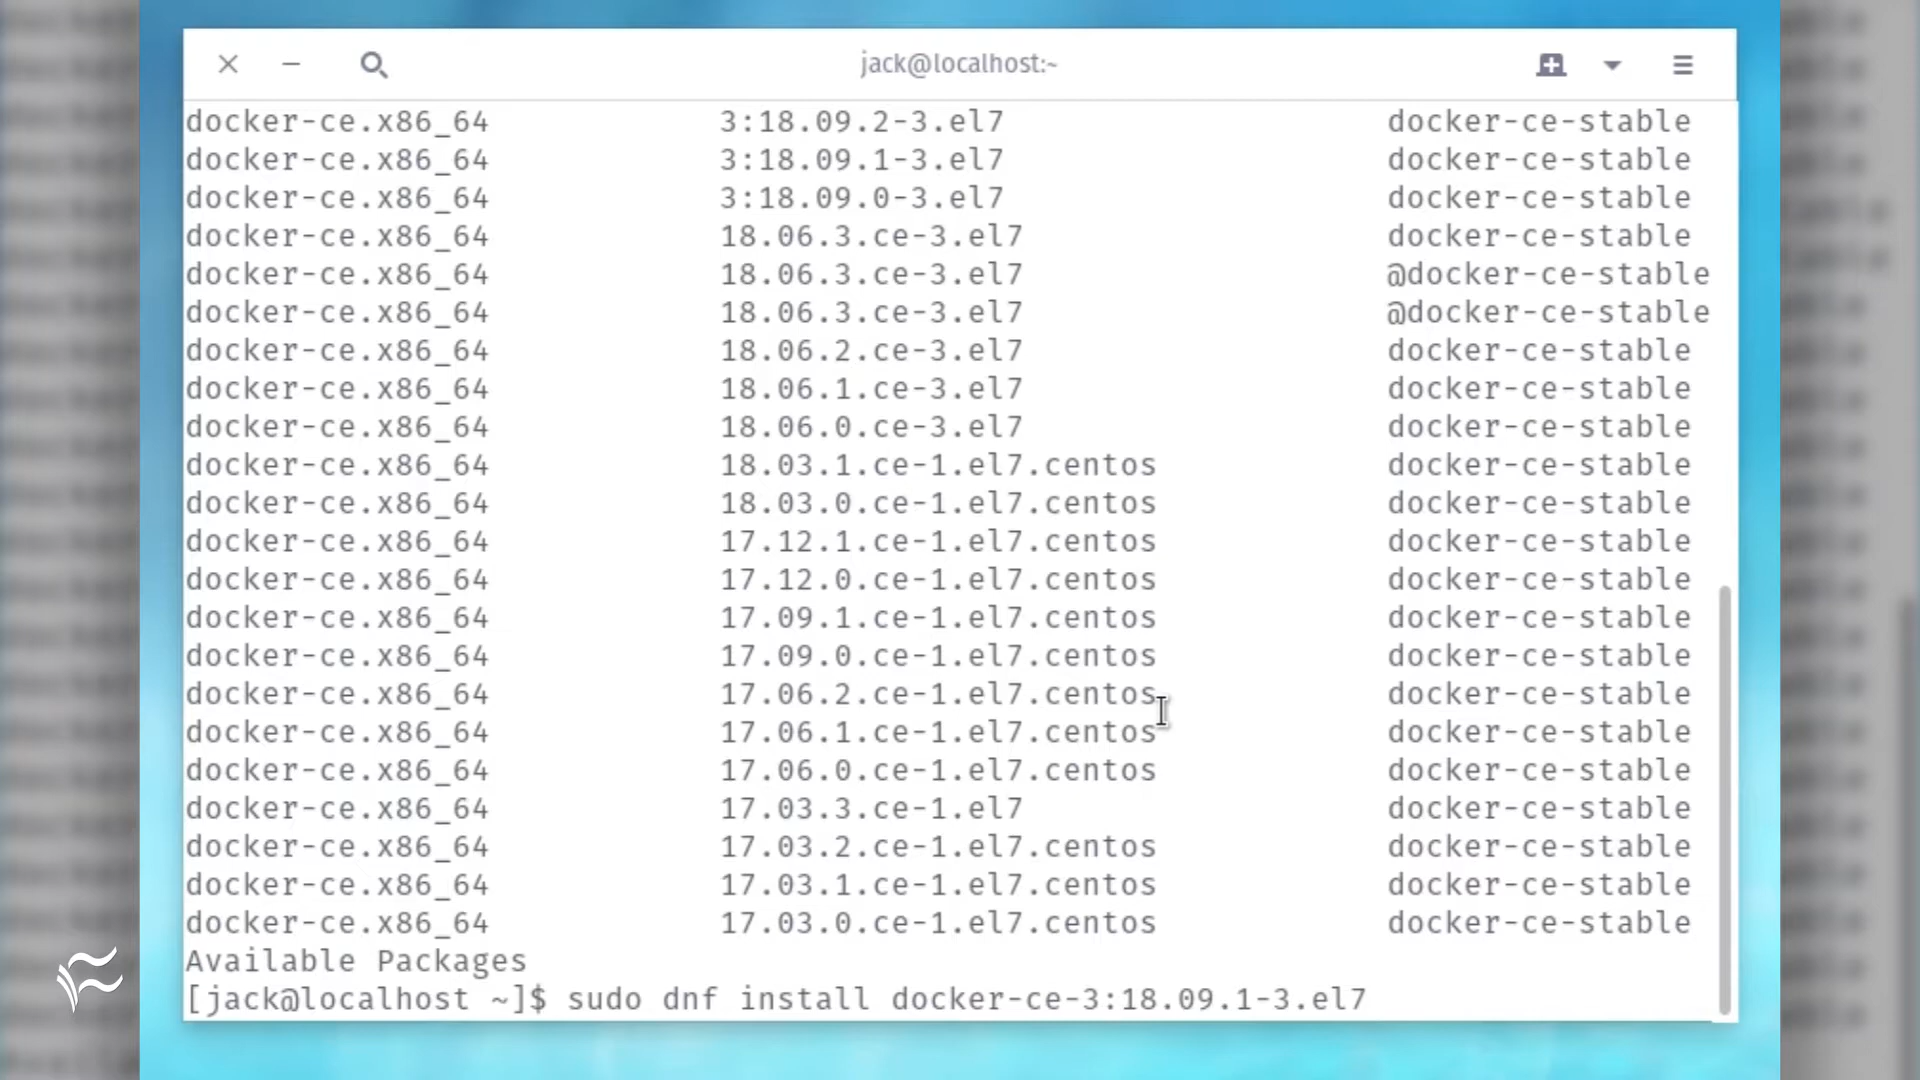 jack@localhost:~
docker-ce.x86_64 3:18.09.2-3.el7 docker-ce-stable
docker-ce.x86_64 3:18.09.1-3.el7 docker-ce-stable
docker-ce.x86_64 3:18.09.0-3.el7 docker-ce-stable
docker-ce.x86_64 18.06.3.ce-3.el7 docker-ce-stable
docker-ce.x86_64 18.06.3.ce-3.el7 @docker-ce-stable
docker-ce.x86_64 18.06.3.ce-3.el7 @docker-ce-stable
docker-ce.x86_64 18.06.2.ce-3.el7 docker-ce-stable
docker-ce.x86_64 18.06.1.ce-3.el7 docker-ce-stable
docker-ce.x86_64 18.06.0.ce-3.el7 docker-ce-stable
docker-ce.x86_64 18.03.1.ce-1.el7.centos docker-ce-stable
docker-ce.x86_64 18.03.0.ce-1.el7.centos docker-ce-stable
docker-ce.x86_64 17.12.1.ce-1.el7.centos docker-ce-stable
docker-ce.x86_64 17.12.0.ce-1.el7.centos docker-ce-stable
docker-ce.x86_64 17.09.1.ce-1.el7.centos docker-ce-stable
docker-ce.x86_64 17.09.0.ce-1.el7.centos docker-ce-stable
docker-ce.x86_64 17.06.2.ce-1.el7.centos docker-ce-stable
docker-ce.x86_64 17.06.1.ce-1.el7.centos docker-ce-stable
docker-ce.x86_64 17.06.0.ce-1.el7.centos docker-ce-stable
docker-ce.x86_64 17.03.3.ce-1.el7 docker-ce-stable
docker-ce.x86_64 17.03.2.ce-1.el7.centos docker-ce-stable
docker-ce.x86_64 17.03.1.ce-1.el7.centos docker-ce-stable
docker-ce.x86_64 17.03.0.ce-1.el7.centos docker-ce-stable
Available Packages
[jack@localhost ~]$ sudo dnf install docker-ce-3:18.09.1-3.el7